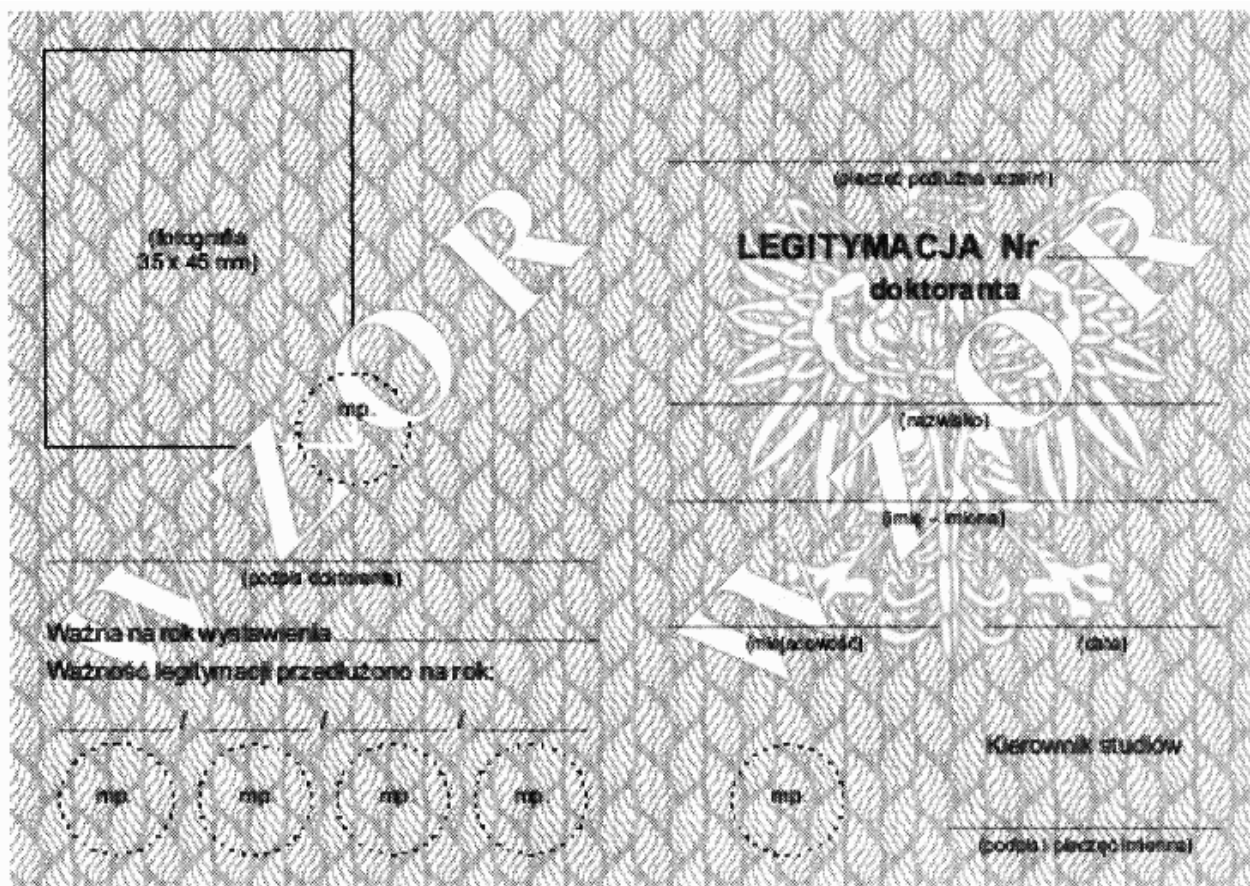 (fotografia
35 x 45 mm)
mp.
(podpis doktoranta)
Ważna na rok wystawienia
Ważność legitymacji przedłużono na rok:
/ / /
mp. mp. mp. mp.
(pieczęć podłużna uczelni)
LEGITYMACJA Nr
doktoranta
(nazwisko)
(imię – imiona)
(miejscowość) (data)
Kierownik studiów
mp.
(podpis i pieczęć imienna)
WZÓR
WZÓR